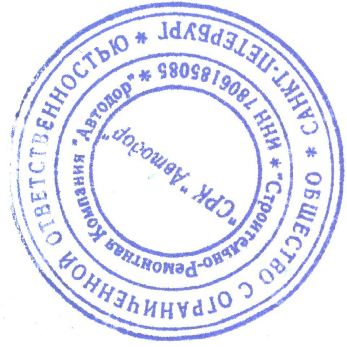 ОБЩЕСТВО С ОГРАНИЧЕННОЙ ОТВЕТСТВЕННОСТЬЮ * САНКТ-ПЕТЕРБУРГ *
"Строительно-Ремонтная Компания "Автодор" * ИНН 7806185085 *
"СРК "Автодор"